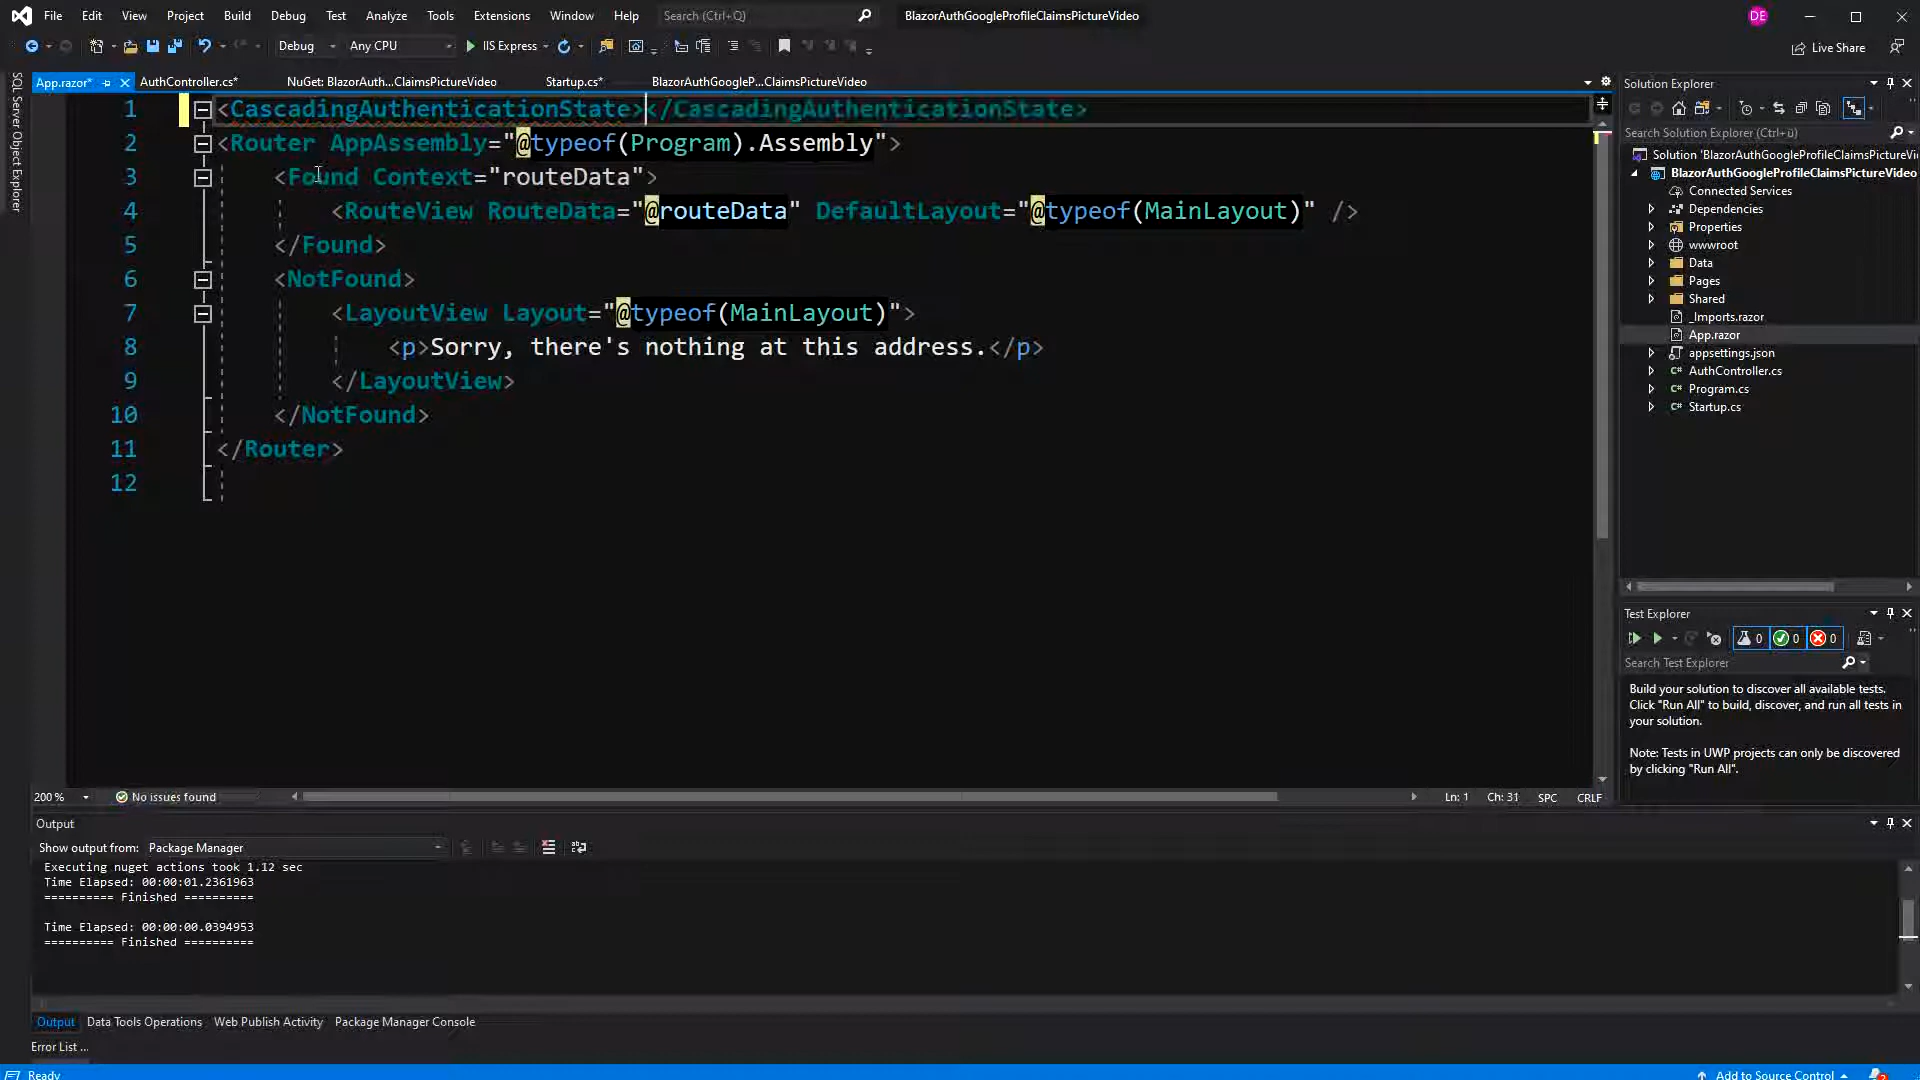 File Edit View Project Build Debug Test Analyze Tools Extensions Window Help Search (Ctrl+Q) BlazorAuthGoogleProfileClaimsPictureVideo DE
Debug Any CPU IIS Express Live Share
App.razor* AuthController.cs* NuGet: BlazorAuth...ClaimsPictureVideo Startup.cs* BlazorAuthGoogleP...ClaimsPictureVideo
SQL Server Object Explorer
1 <CascadingAuthenticationState></CascadingAuthenticationState>
2 <Router AppAssembly="@typeof(Program).Assembly">
3 <Found Context="routeData">
4 <RouteView RouteData="@routeData" DefaultLayout="@typeof(MainLayout)" />
5 </Found>
6 <NotFound>
7 <LayoutView Layout="@typeof(MainLayout)">
8 <p>Sorry, there's nothing at this address.</p>
9 </LayoutView>
10 </NotFound>
11 </Router>
12
200 % No issues found Ln: 1 Ch: 31 SPC CRLF
Solution Explorer
Search Solution Explorer (Ctrl+ü)
Solution 'BlazorAuthGoogleProfileClaimsPictureVi
BlazorAuthGoogleProfileClaimsPictureVideo
Connected Services
Dependencies
Properties
wwwroot
Data
Pages
Shared
_Imports.razor
App.razor
appsettings.json
AuthController.cs
Program.cs
Startup.cs
Test Explorer
0 0 0
Search Test Explorer
Build your solution to discover all available tests.
Click "Run All" to build, discover, and run all tests in
your solution.
Note: Tests in UWP projects can only be discovered
by clicking "Run All".
Output
Show output from: Package Manager
Executing nuget actions took 1.12 sec
Time Elapsed: 00:00:01.2361963
========== Finished ==========
Time Elapsed: 00:00:00.0394953
========== Finished ==========
Output Data Tools Operations Web Publish Activity Package Manager Console
Error List ...
Ready Add to Source Control 2